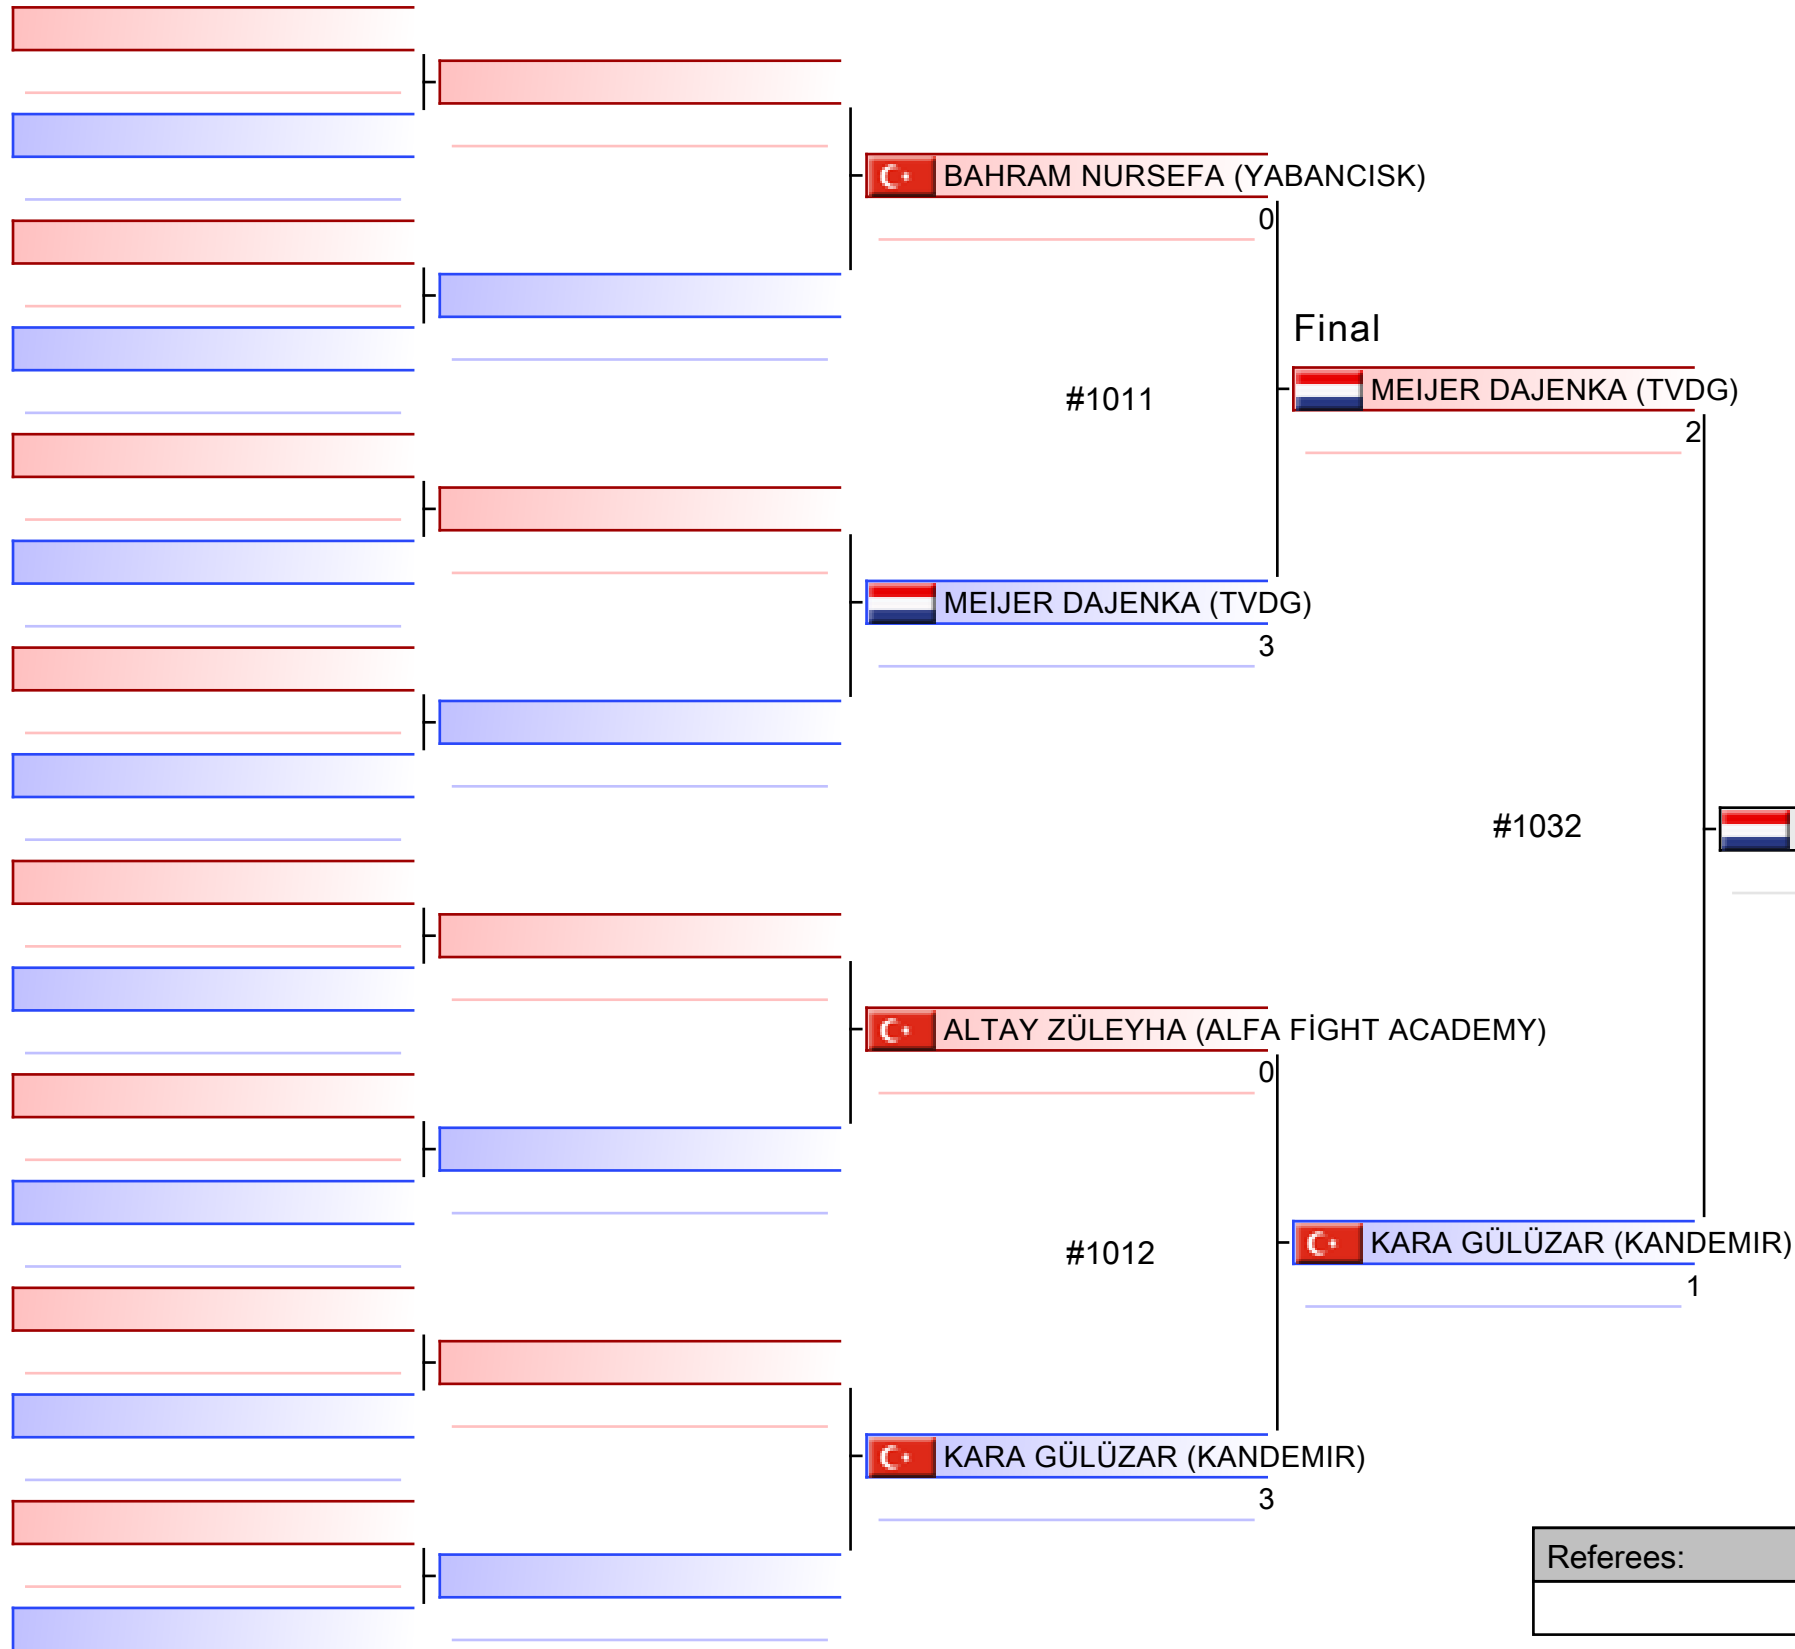 BAHRAM NURSEFA (YABANCISK)
0
Final
#1011
MEIJER DAJENKA (TVDG)
2
MEIJER DAJENKA (TVDG)
3
#1032
ALTAY ZÜLEYHA (ALFA FİGHT ACADEMY)
0
#1012
KARA GÜLÜZAR (KANDEMIR)
1
KARA GÜLÜZAR (KANDEMIR)
3
Referees: